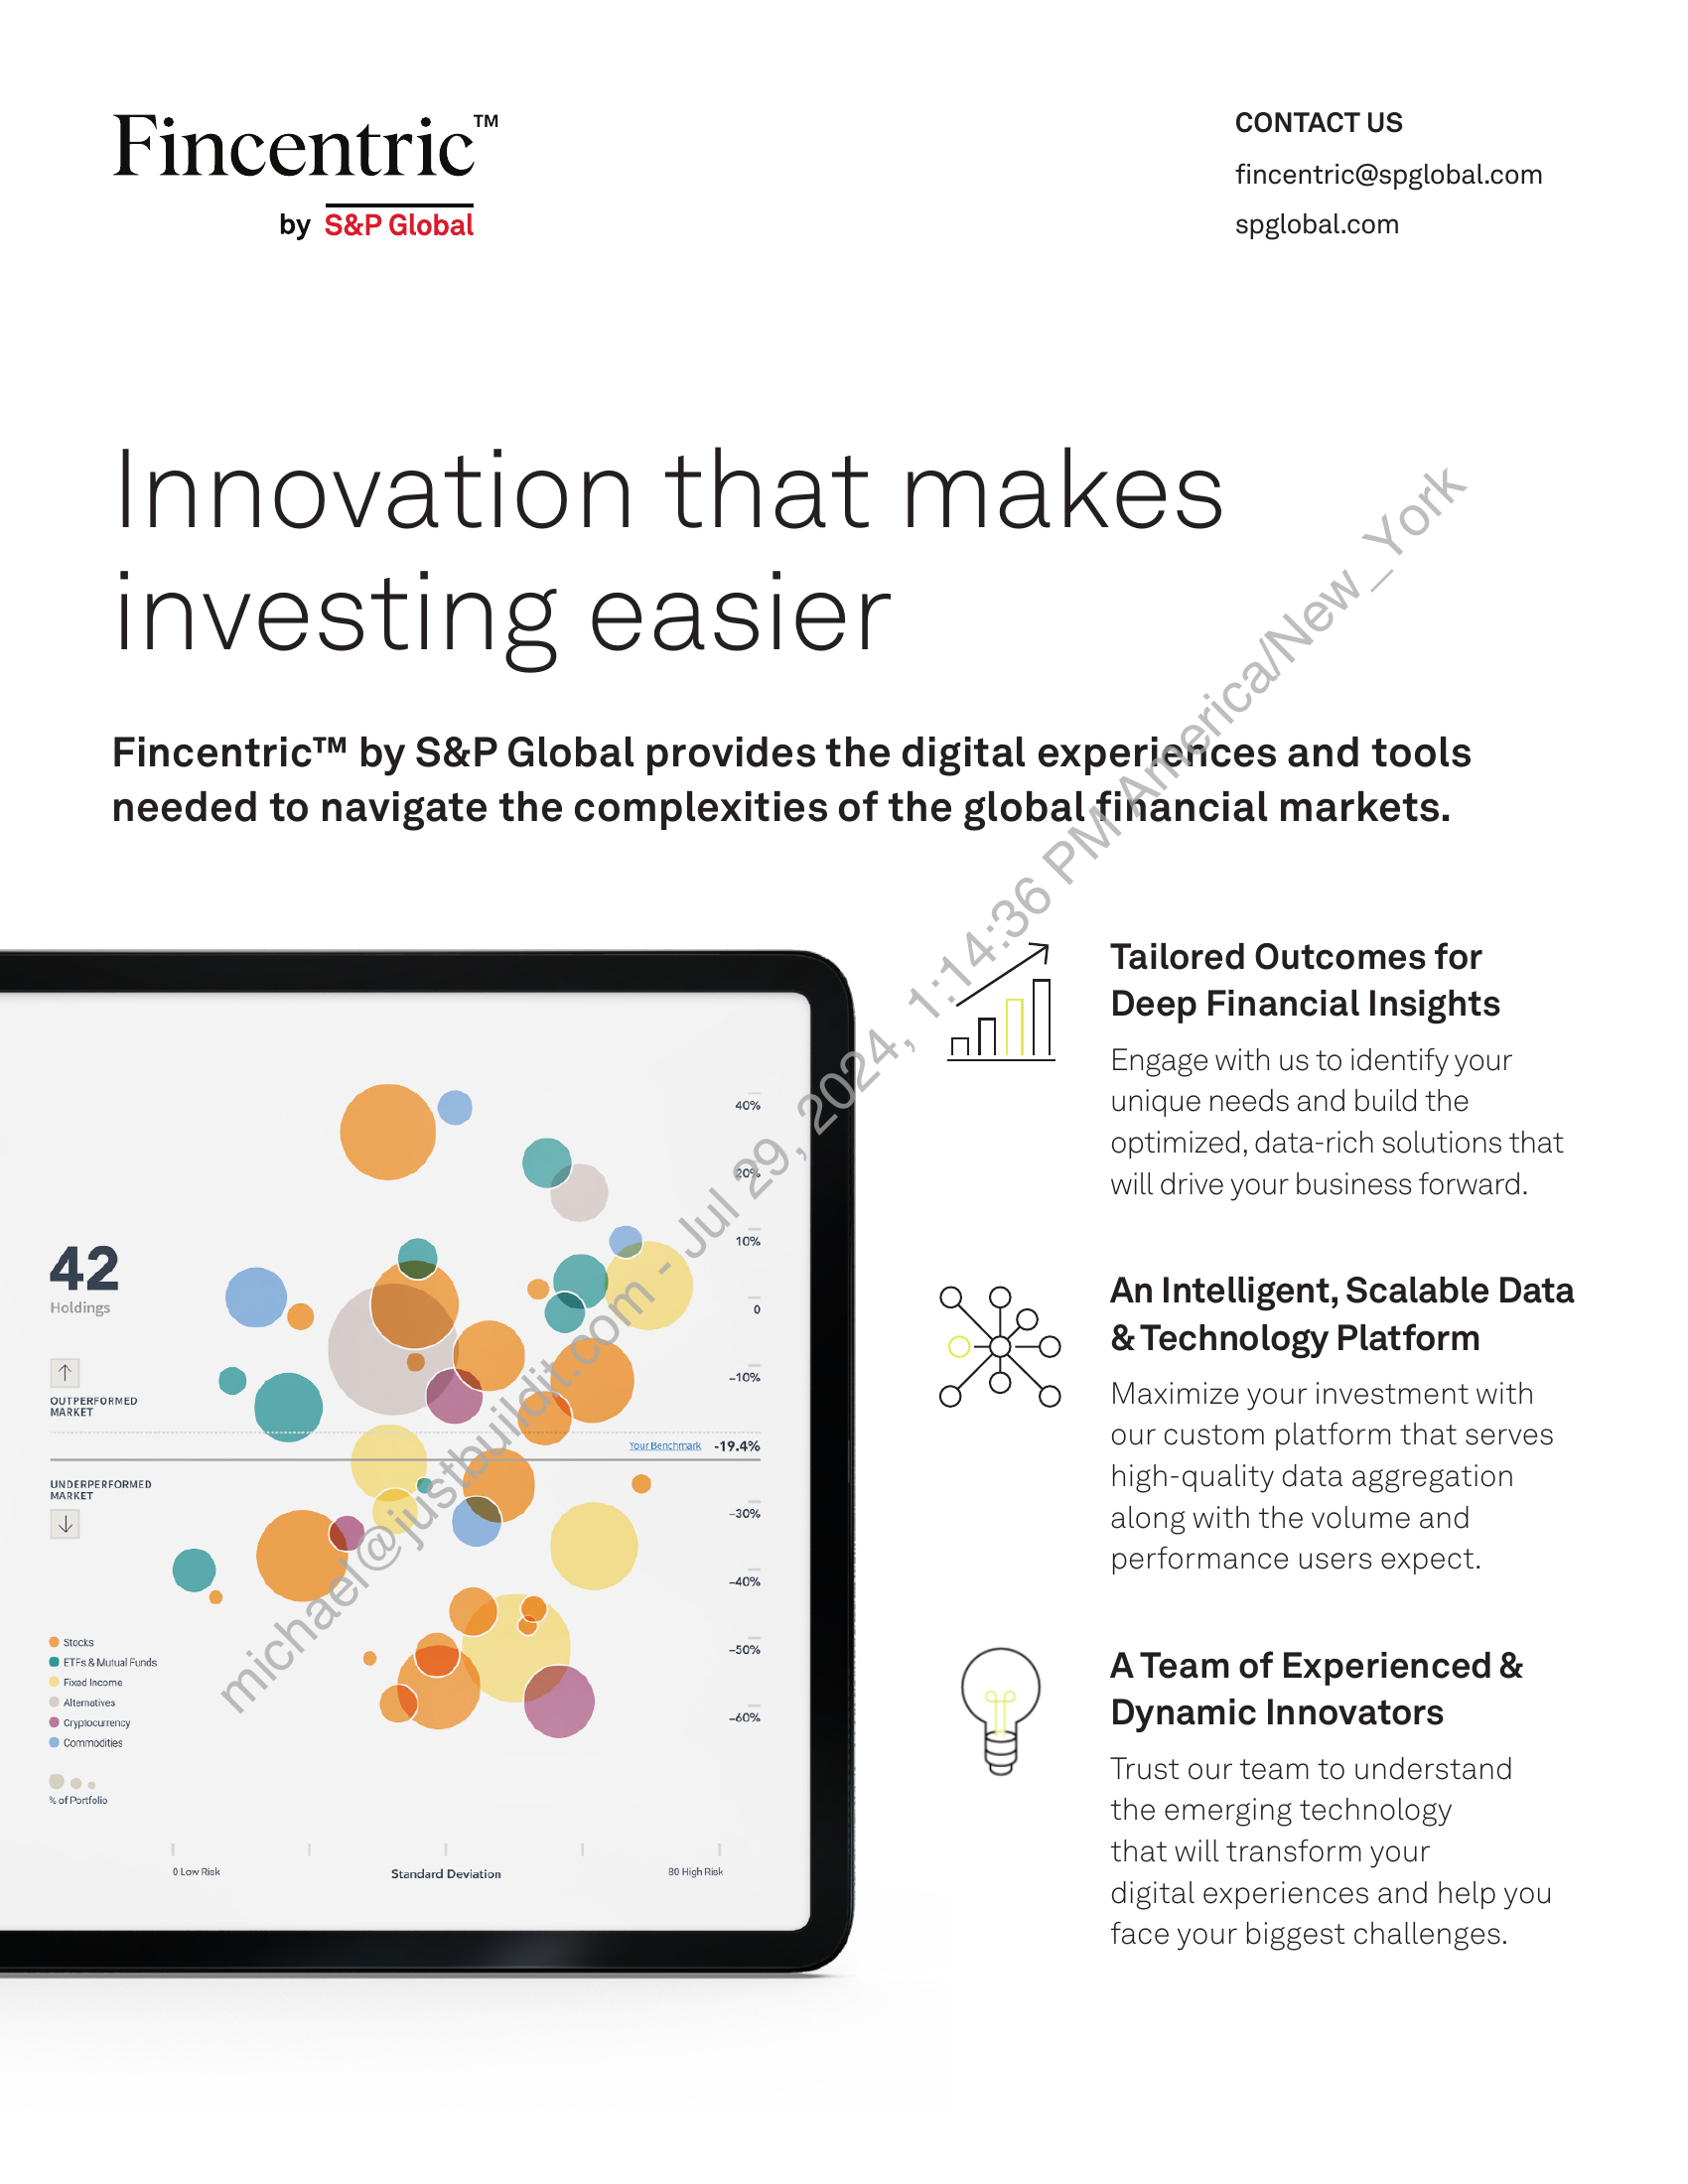 Fincentric™
by S&P Global
CONTACT US
fincentric@spglobal.com
spglobal.com
Innovation that makes
investing easier
Fincentric™ by S&P Global provides the digital experiences and tools
needed to navigate the complexities of the global financial markets.
42
Holdings
OUTPERFORMED
MARKET
UNDERPERFORMED
MARKET
Stocks
ETFs & Mutual Funds
Fixed Income
Alternatives
Cryptocurrency
Commodities
% of Portfolio
40%
20%
10%
0
-10%
Your Benchmark -19.4%
-30%
-40%
-50%
-60%
0 Low Risk
Standard Deviation
80 High Risk
Tailored Outcomes for
Deep Financial Insights
Engage with us to identify your
unique needs and build the
optimized, data-rich solutions that
will drive your business forward.
An Intelligent, Scalable Data
& Technology Platform
Maximize your investment with
our custom platform that serves
high-quality data aggregation
along with the volume and
performance users expect.
A Team of Experienced &
Dynamic Innovators
Trust our team to understand
the emerging technology
that will transform your
digital experiences and help you
face your biggest challenges.
michael@justbuildit.com - Jul 29, 2024, 1:14:36 PM America/New_York